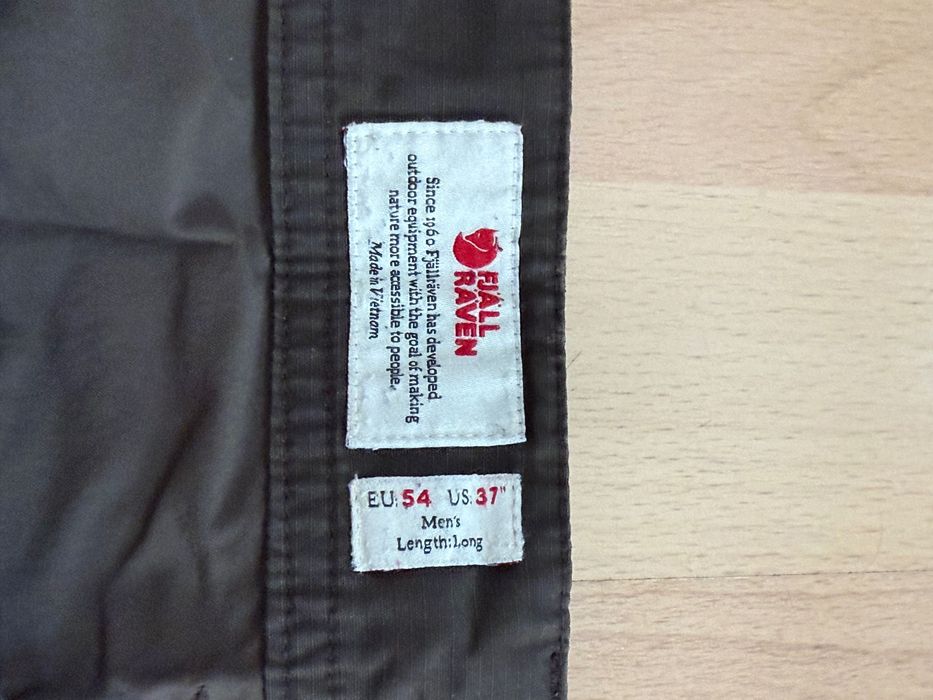 FJÄLL
RÄVEN
Since 1960 Fjällräven has developed
outdoor equipment with the goal of making
nature more accessible to people.
Made in Vietnam
EU: 54 US: 37"
Men's
Length: Long